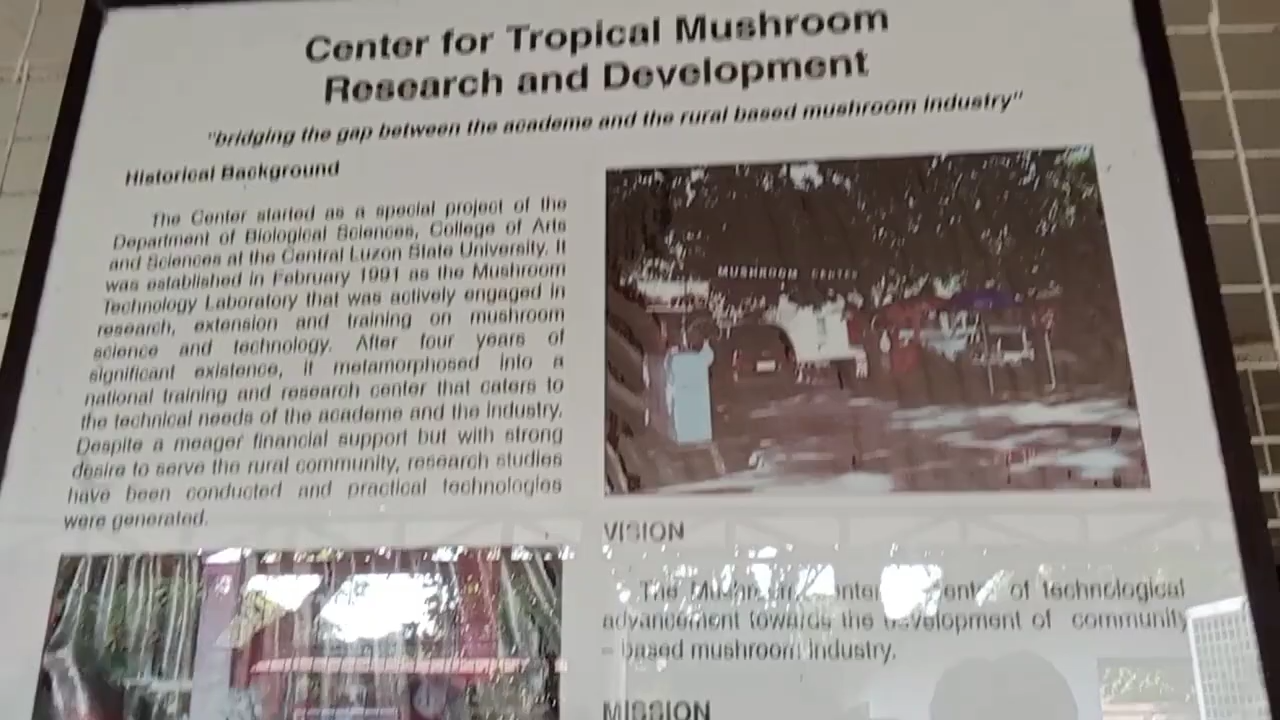 Center for Tropical Mushroom
Research and Development
"bridging the gap between the academe and the rural based mushroom industry"
Historical Background
The Center started as a special project of the
Department of Biological Sciences, College of Arts
and Sciences at the Central Luzon State University. It
was established in February 1991 as the Mushroom
Technology Laboratory that was actively engaged in
research, extension and training on mushroom
science and technology. After four years of
significant existence, it metamorphosed into a
national training and research center that caters to
the technical needs of the academe and the industry.
Despite a meager financial support but with strong
desire to serve the rural community, research studies
have been conducted and practical technologies
were generated.
MUSHROOM CENTER
VISION
The of technological
advancement towards the development of community
– based mushroom industry.
MISSION